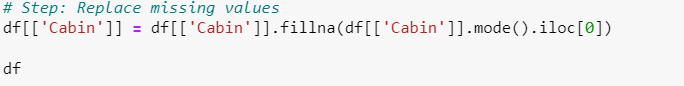 # Step: Replace missing values
df[['Cabin']] = df[['Cabin']].fillna(df[['Cabin']].mode().iloc[0])
df